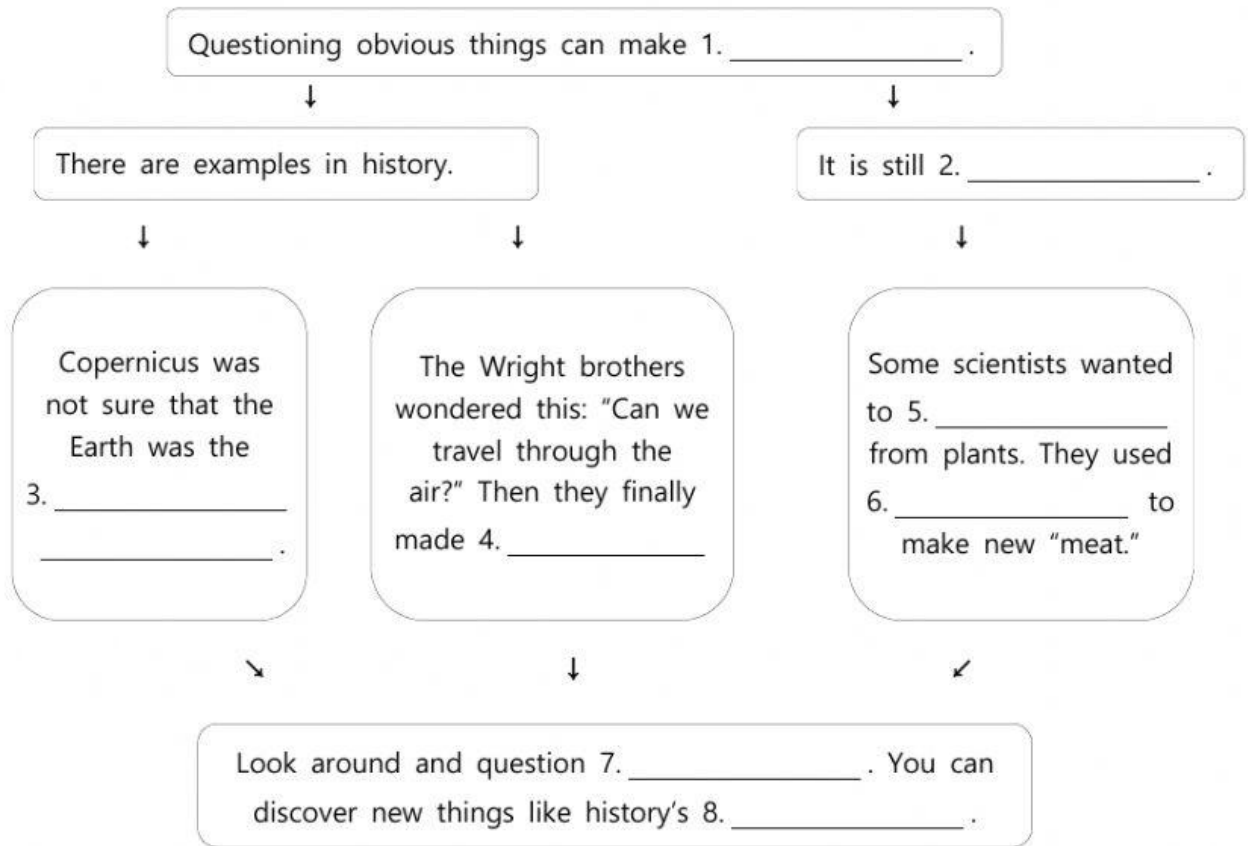 Questioning obvious things can make 1. ________________ .
↓ ↓
There are examples in history.
It is still 2. ________________ .
↓ ↓ ↓
Copernicus was
not sure that the
Earth was the
3. ________________
________________ .
The Wright brothers
wondered this: “Can we
travel through the
air?” Then they finally
made 4. ______________
Some scientists wanted
to 5. ________________
from plants. They used
6. ________________ to
make new “meat.”
↘ ↓ ↙
Look around and question 7. ________________ . You can
discover new things like history’s 8. ________________ .